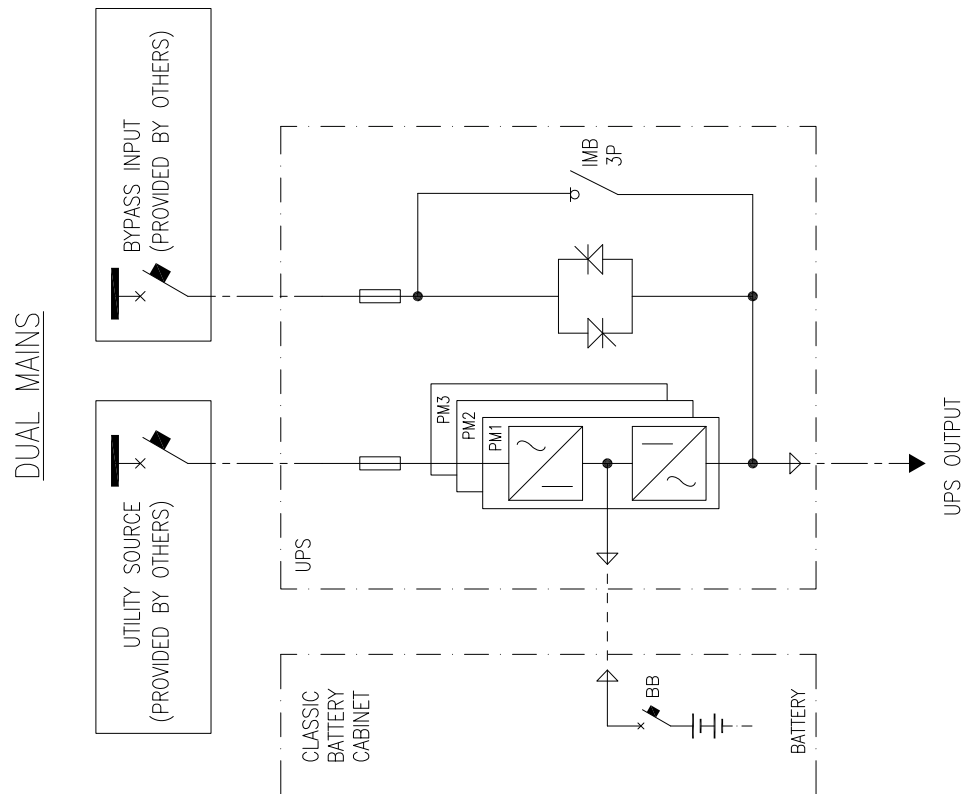 DUAL MAINS
UTILITY SOURCE
(PROVIDED BY OTHERS)
BYPASS INPUT
(PROVIDED BY OTHERS)
CLASSIC
BATTERY
CABINET
BB
BATTERY
UPS
PM1
PM2
PM3
IMB
3P
UPS OUTPUT